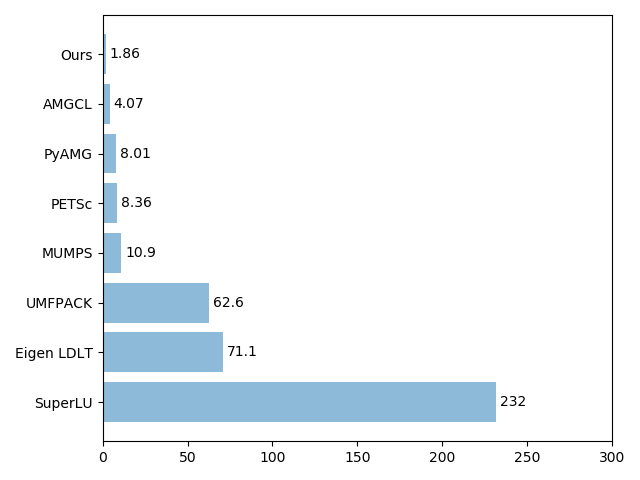 Ours 1.86
AMGCL 4.07
PyAMG 8.01
PETSc 8.36
MUMPS 10.9
UMFPACK 62.6
Eigen LDLT 71.1
SuperLU 232
0 50 100 150 200 250 300